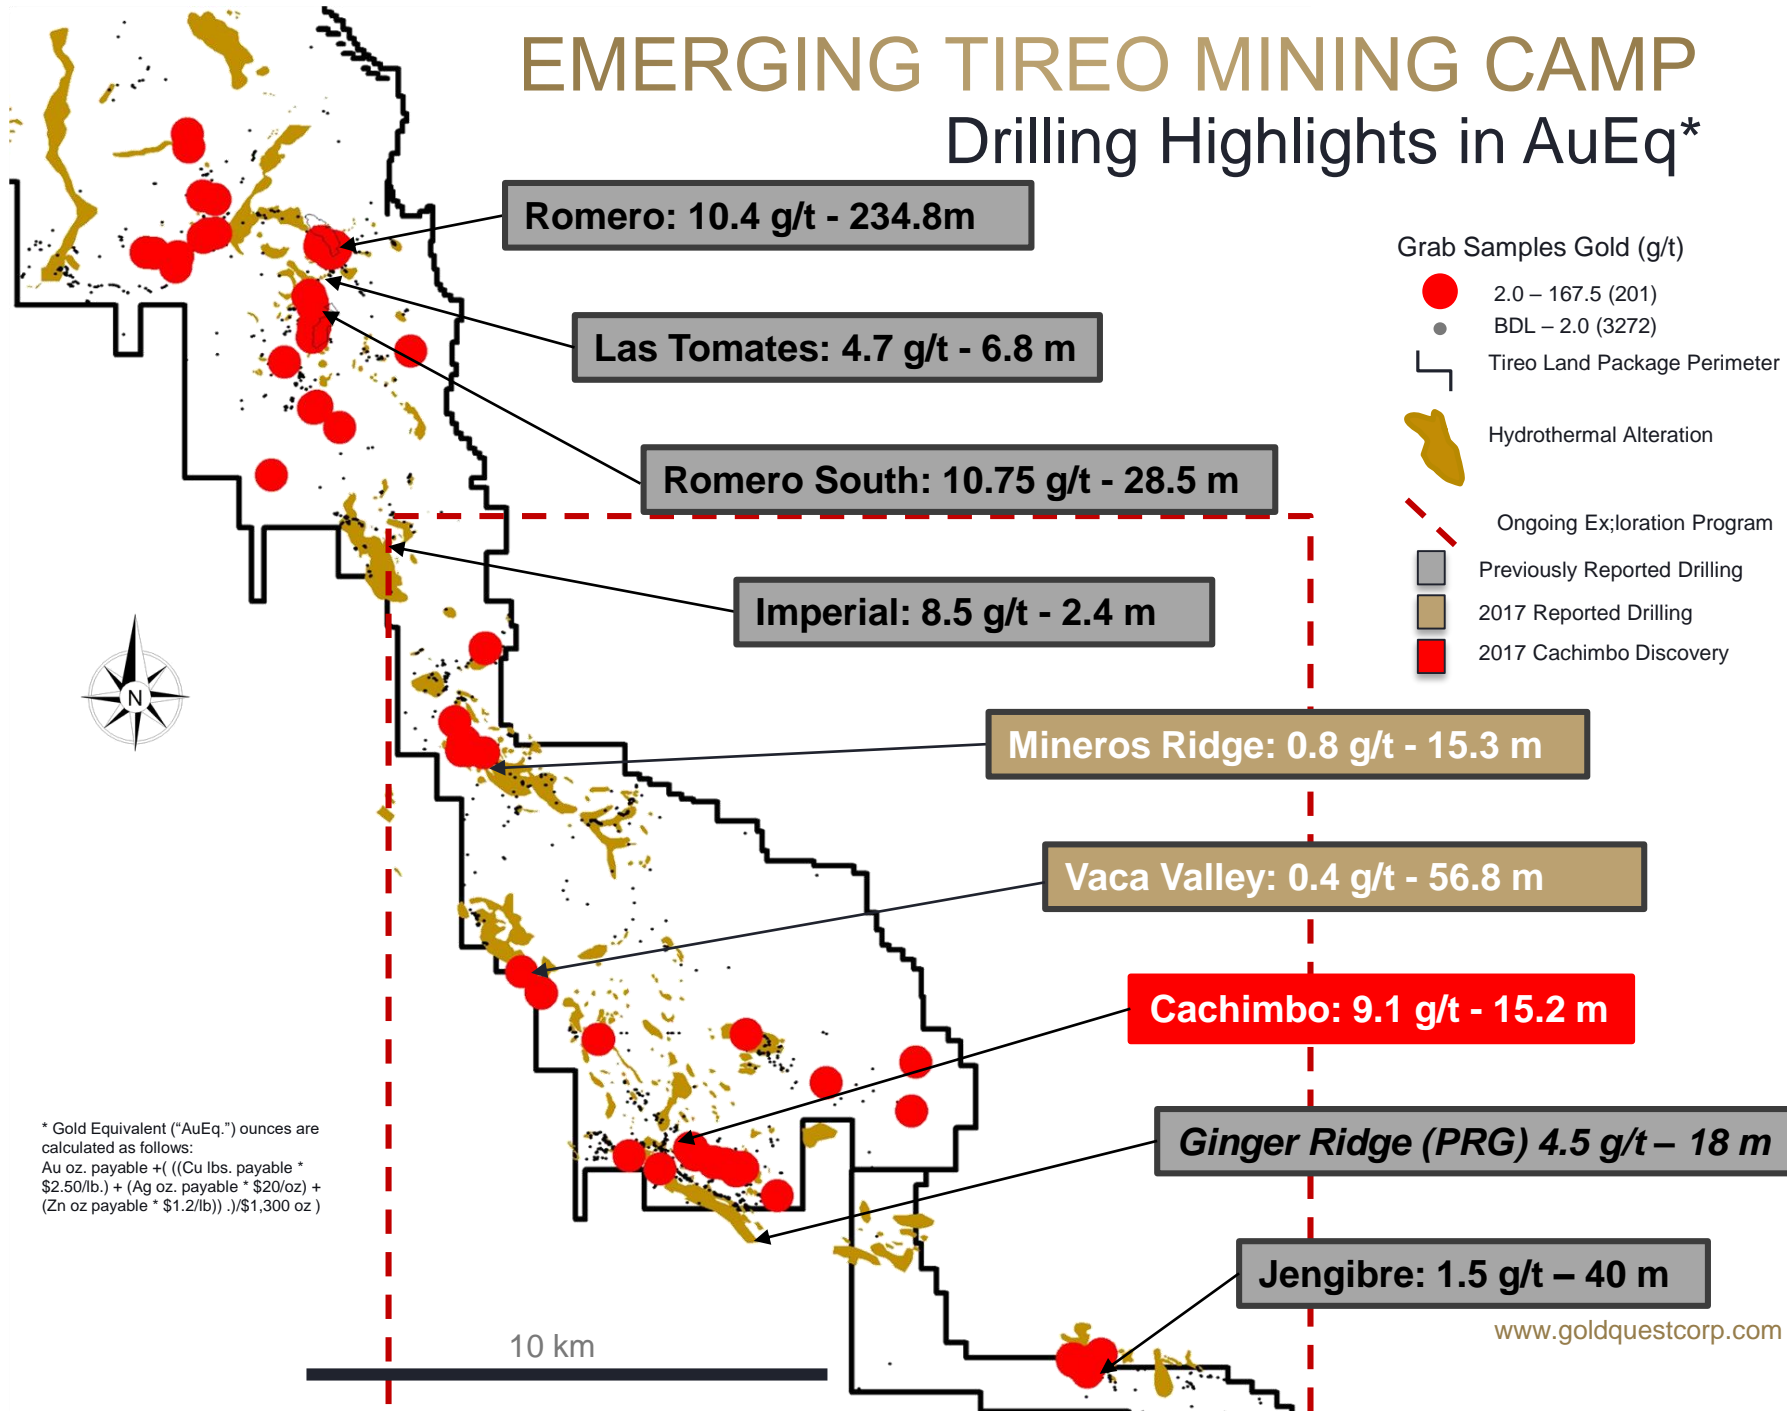 EMERGING TIREO MINING CAMP
Drilling Highlights in AuEq*
Romero: 10.4 g/t - 234.8m
Las Tomates: 4.7 g/t - 6.8 m
Romero South: 10.75 g/t - 28.5 m
Imperial: 8.5 g/t - 2.4 m
Mineros Ridge: 0.8 g/t - 15.3 m
Vaca Valley: 0.4 g/t - 56.8 m
Cachimbo: 9.1 g/t - 15.2 m
Ginger Ridge (PRG) 4.5 g/t – 18 m
Jengibre: 1.5 g/t – 40 m
Grab Samples Gold (g/t)
2.0 – 167.5 (201)
BDL – 2.0 (3272)
Tireo Land Package Perimeter
Hydrothermal Alteration
Ongoing Ex;loration Program
Previously Reported Drilling
2017 Reported Drilling
2017 Cachimbo Discovery
N
* Gold Equivalent (“AuEq.”) ounces are
calculated as follows:
Au oz. payable +( ((Cu lbs. payable *
$2.50/lb.) + (Ag oz. payable * $20/oz) +
(Zn oz payable * $1.2/lb)) .)/$1,300 oz )
10 km
www.goldquestcorp.com